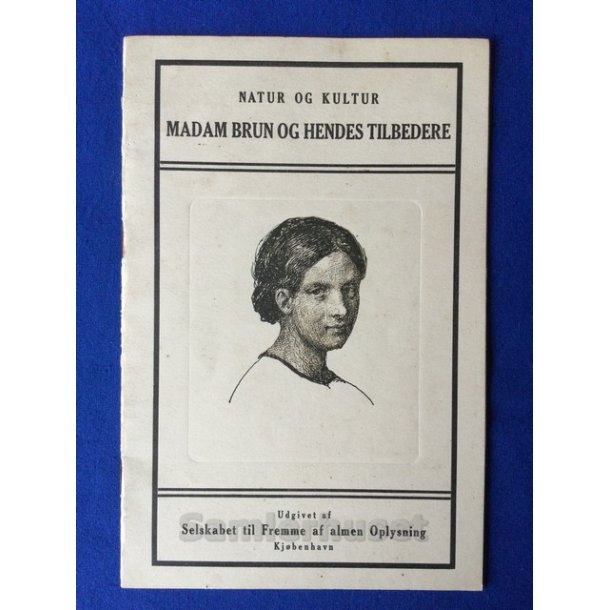 NATUR OG KULTUR
MADAM BRUN OG HENDES TILBEDERE
Udgivet af
Selskabet til Fremme af almen Oplysning
Kjøbenhavn